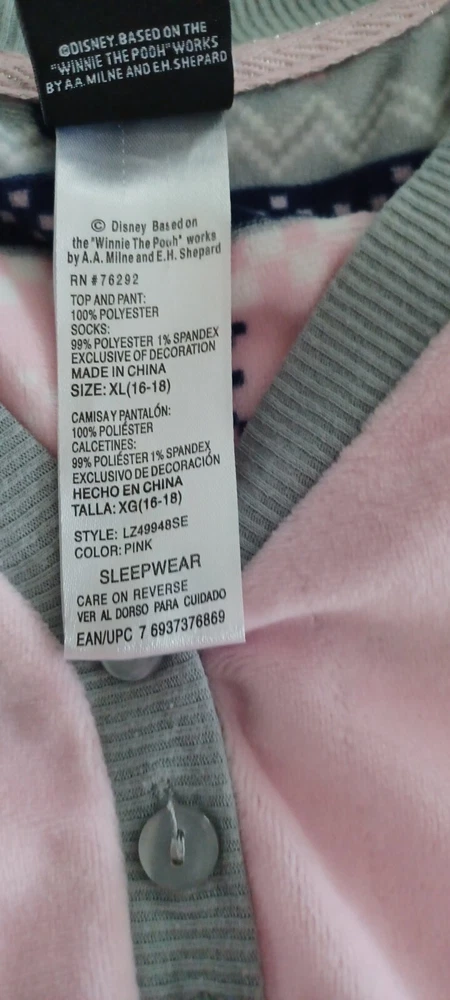 ©DISNEY.BASED ON THE
"WINNIE THE POOH" WORKS
BY A.A.MILNE AND E.H. SHEPARD
© Disney Based on
the "Winnie The Pooh" works
by A.A. Milne and E.H. Shepard
RN #76292
TOP AND PANT:
100% POLYESTER
SOCKS:
99% POLYESTER 1% SPANDEX
EXCLUSIVE OF DECORATION
MADE IN CHINA
SIZE: XL(16-18)
CAMISA Y PANTALÓN:
100% POLIÉSTER
CALCETINES:
99% POLIÉSTER 1% SPANDEX
EXCLUSIVO DE DECORACIÓN
HECHO EN CHINA
TALLA: XG(16-18)
STYLE: LZ49948SE
COLOR: PINK
SLEEPWEAR
CARE ON REVERSE
VER AL DORSO PARA CUIDADO
EAN/UPC 7 6937376869